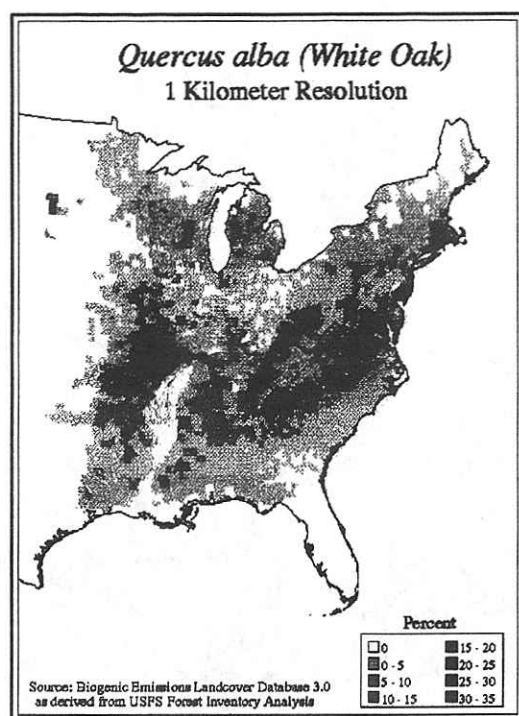 Quercus alba (White Oak)
1 Kilometer Resolution
Percent
0
0 - 5
5 - 10
10 - 15
15 - 20
20 - 25
25 - 30
30 - 35
Source: Biogenic Emissions Landcover Database 3.0
as derived from USFS Forest Inventory Analysis